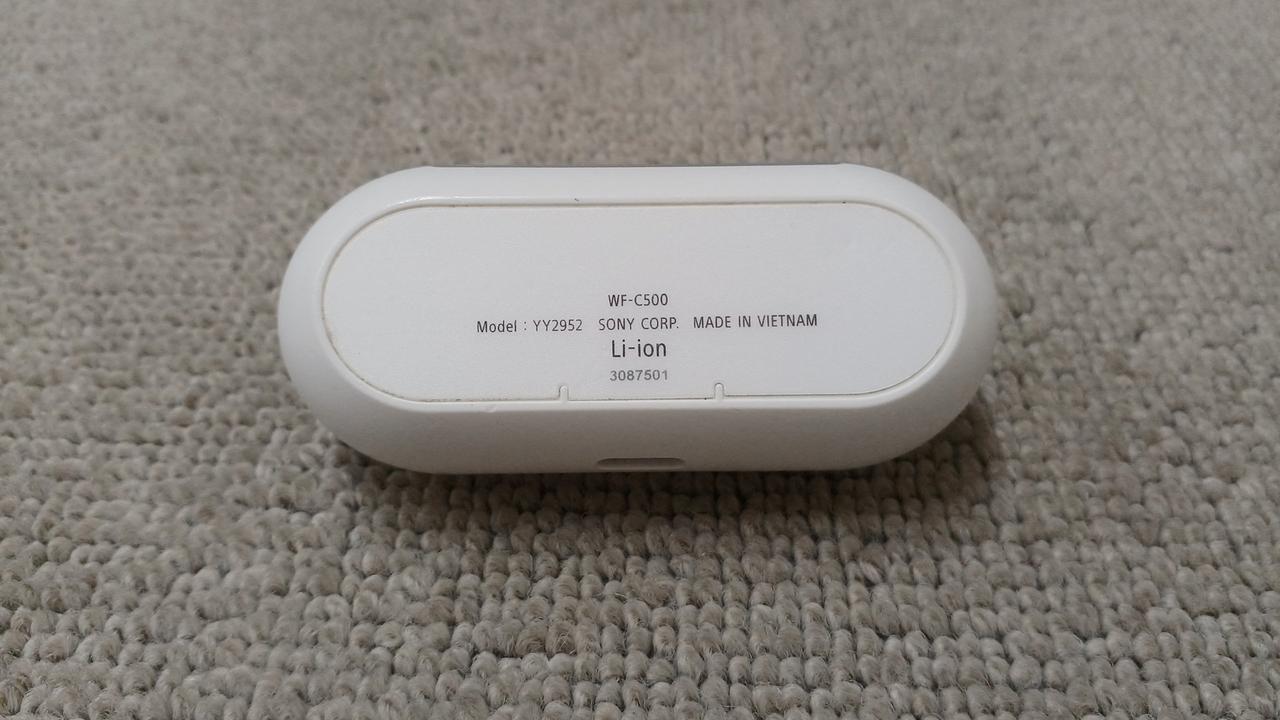 WF-C500
Model : YY2952 SONY CORP. MADE IN VIETNAM
Li-ion
3087501